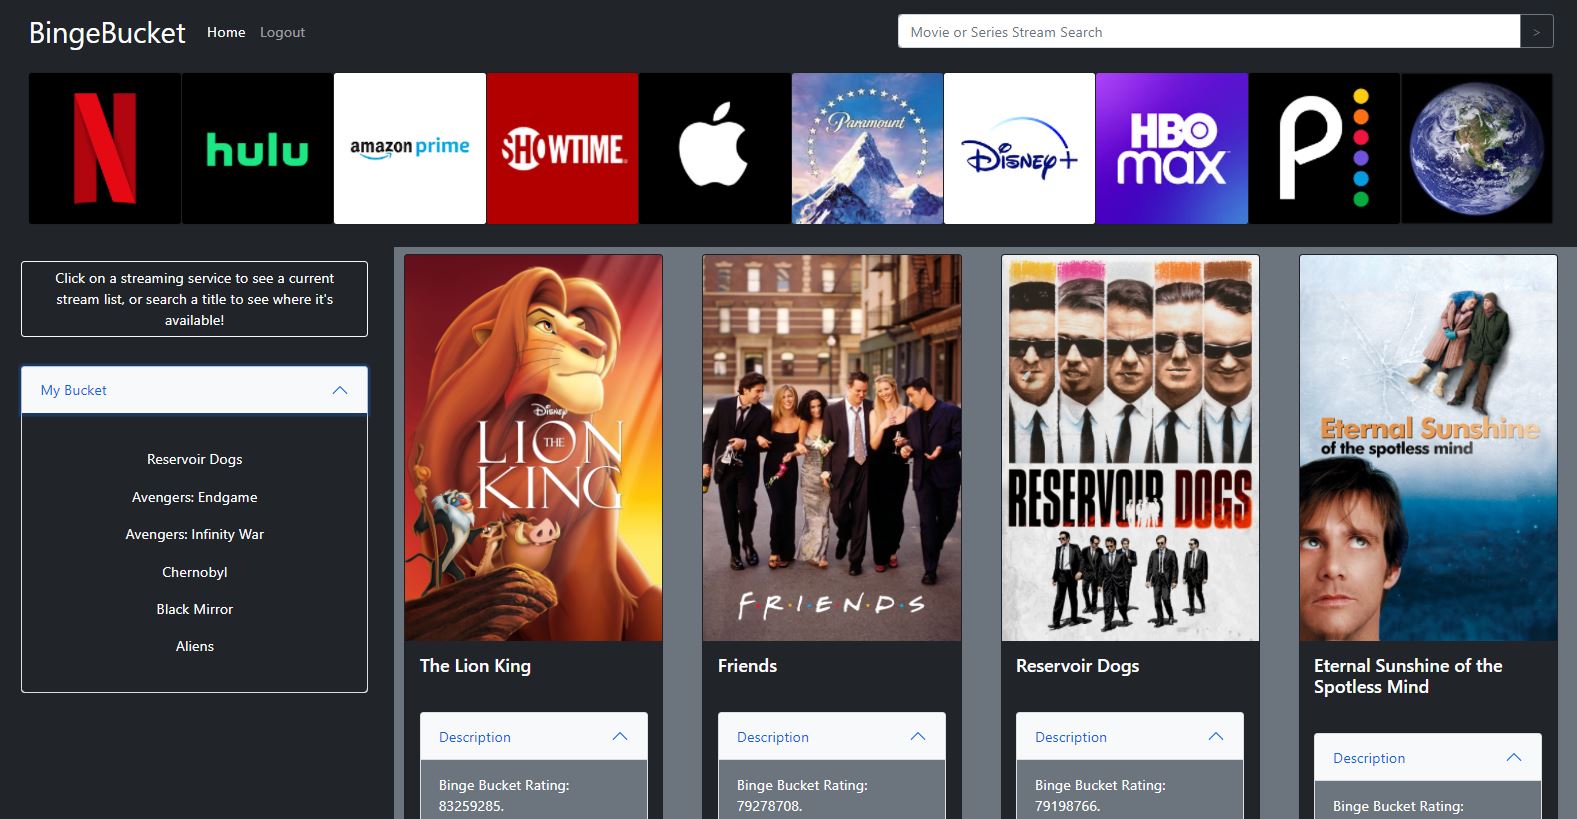 BingeBucket Home Logout
Movie or Series Stream Search >
N hulu amazon prime SHOWTIME Paramount Disney+ HBO max P
Click on a streaming service to see a current
stream list, or search a title to see where it's
available!
My Bucket
Reservoir Dogs
Avengers: Endgame
Avengers: Infinity War
Chernobyl
Black Mirror
Aliens
Disney
THE
LION
KING
The Lion King
Description
Binge Bucket Rating:
83259285.
F·R·I·E·N·D·S
Friends
Description
Binge Bucket Rating:
79278708.
RESERVOIR DOGS
Reservoir Dogs
Description
Binge Bucket Rating:
79198766.
Eternal Sunshine
of the spotless mind
Eternal Sunshine of the
Spotless Mind
Description
Binge Bucket Rating: